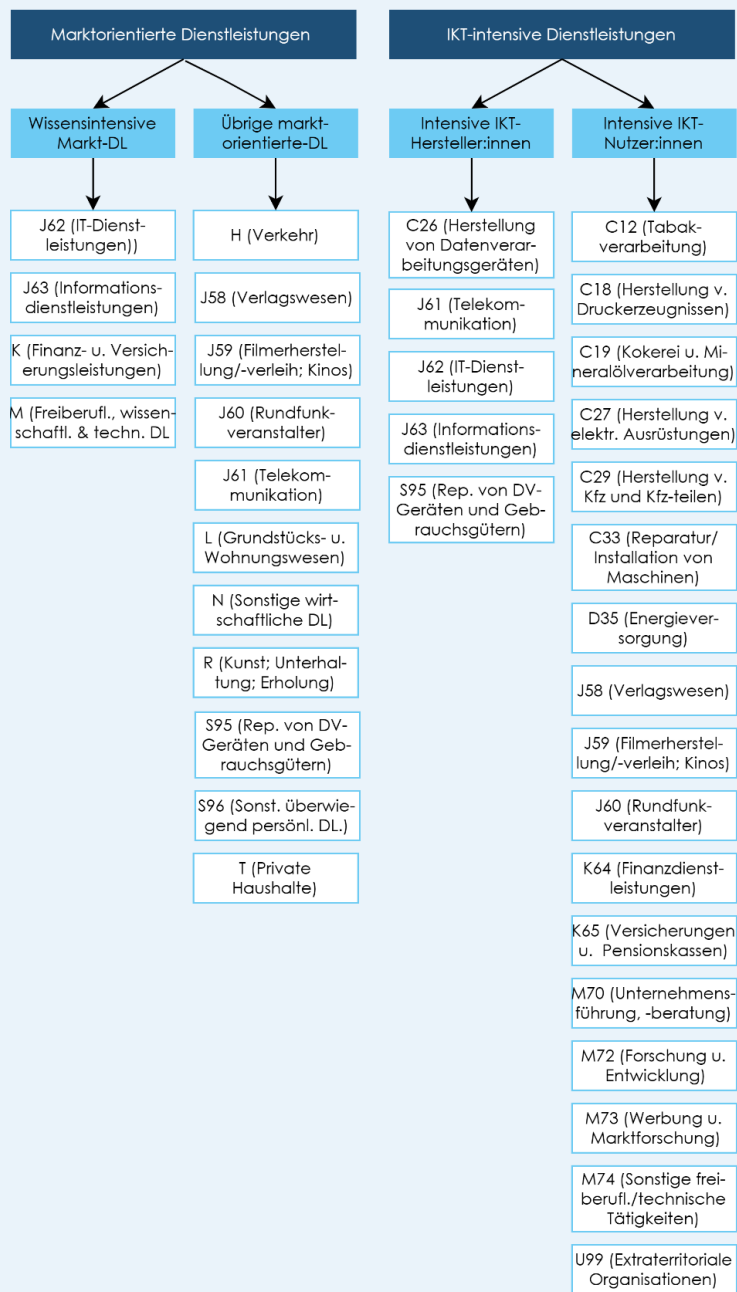 Marktorientierte Dienstleistungen
Wissensintensive
Markt-DL
J62 (IT-Dienst-
leistungen))
J63 (Informations-
dienstleistungen)
K (Finanz- u. Versich-
erungsleistungen)
M (Freiberufl., wissen-
schaftl. & techn. DL
Übrige markt-
orientierte-DL
H (Verkehr)
J58 (Verlagswesen)
J59 (Filmerherstel-
lung/-verleih; Kinos)
J60 (Rundfunk-
veranstalter)
J61 (Telekom-
munikation)
L (Grundstücks- u.
Wohnungswesen)
N (Sonstige wirt-
schaftliche DL)
R (Kunst; Unterhal-
tung; Erholung)
S95 (Rep. von DV-
Geräten und Geb-
rauchsgütern)
S96 (Sonst. überwie-
gend persönl. DL.)
T (Private
Haushalte)
IKT-intensive Dienstleistungen
Intensive IKT-
Hersteller:innen
C26 (Herstellung
von Datenverar-
beitungsgeräten)
J61 (Telekom-
munikation)
J62 (IT-Dienst-
leistungen)
J63 (Informations-
dienstleistungen)
S95 (Rep. von DV-
Geräten und Geb-
rauchsgütern)
Intensive IKT-
Nutzer:innen
C12 (Tabak-
verarbeitung)
C18 (Herstellung v.
Druckerzeugnissen)
C19 (Kokerei u. Mi-
neralölverarbeitung)
C27 (Herstellung v.
elektr. Ausrüstungen)
C29 (Herstellung v.
Kfz und Kfz-teilen)
C33 (Reparatur/
Installation von
Maschinen)
D35 (Energiever-
sorgung)
J58 (Verlagswesen)
J59 (Filmerherstel-
lung/-verleih; Kinos)
J60 (Rundfunk-
veranstalter)
K64 (Finanzdienst-
leistungen)
K65 (Versicherungen
u. Pensionskassen)
M70 (Unternehmens-
führung, -beratung)
M72 (Forschung u.
Entwicklung)
M73 (Werbung u.
Marktforschung)
M74 (Sonstige frei-
berufl./technische
Tätigkeiten)
U99 (Extraterritoriale
Organisationen)